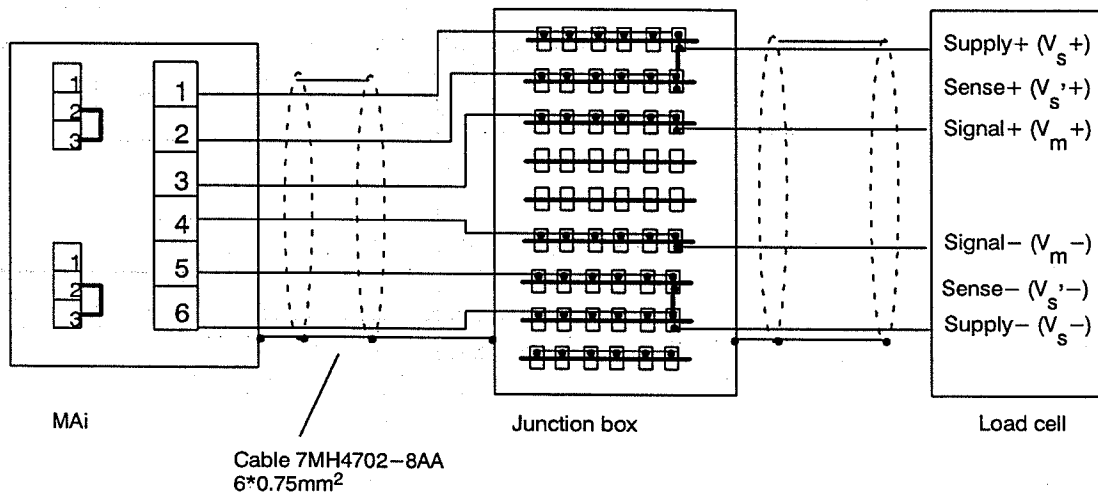 1
2
3
1
2
3
1
2
3
4
5
6
MAi
Cable 7MH4702-8AA
6*0.75mm²
Junction box
Supply+ (Vs+)
Sense+ (Vs'+)
Signal+ (Vm+)
Signal- (Vm-)
Sense- (Vs'-)
Supply- (Vs-)
Load cell